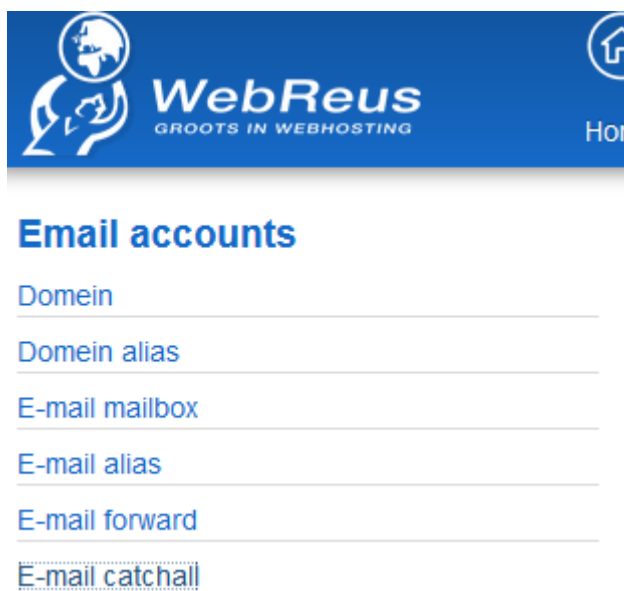 WebReus
GROOTS IN WEBHOSTING
Email accounts
Domein
Domein alias
E-mail mailbox
E-mail alias
E-mail forward
E-mail catchall